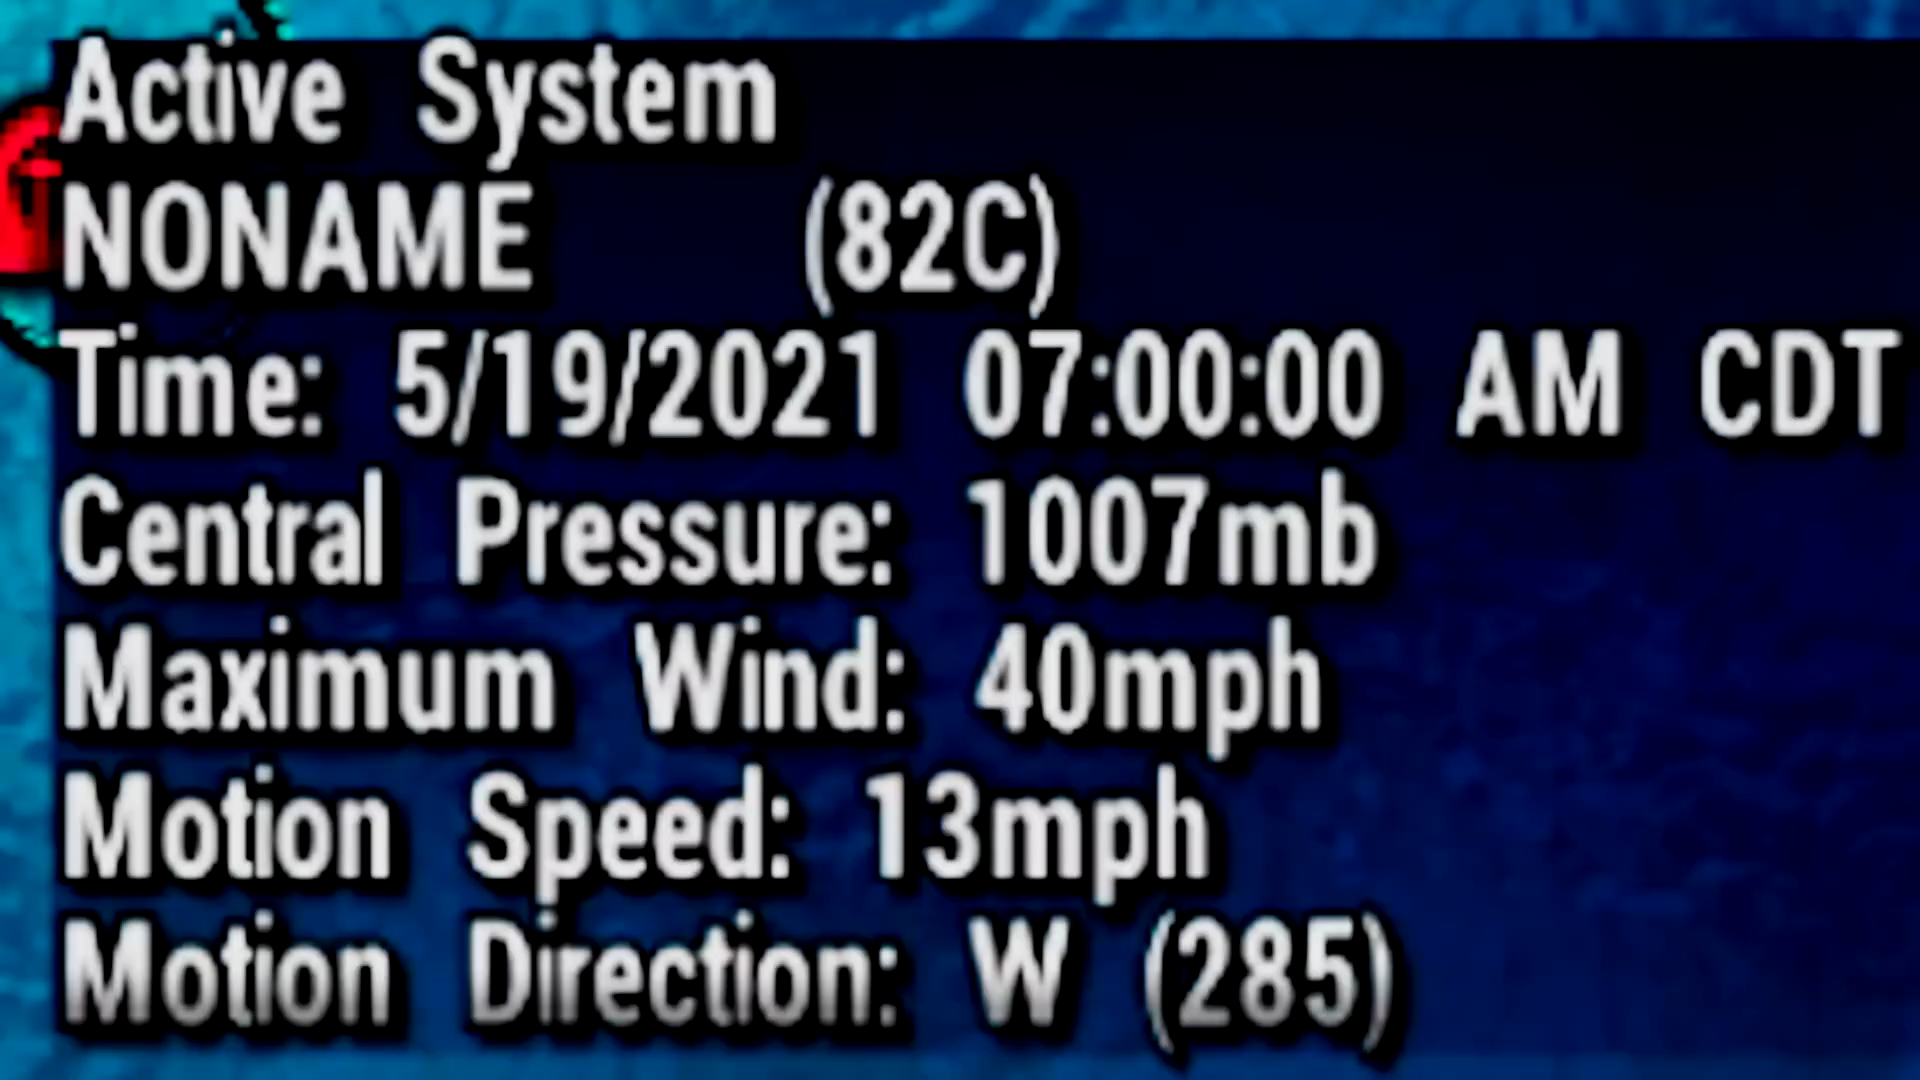 Active System
NONAME (82C)
Time: 5/19/2021 07:00:00 AM CDT
Central Pressure: 1007mb
Maximum Wind: 40mph
Motion Speed: 13mph
Motion Direction: W (285)